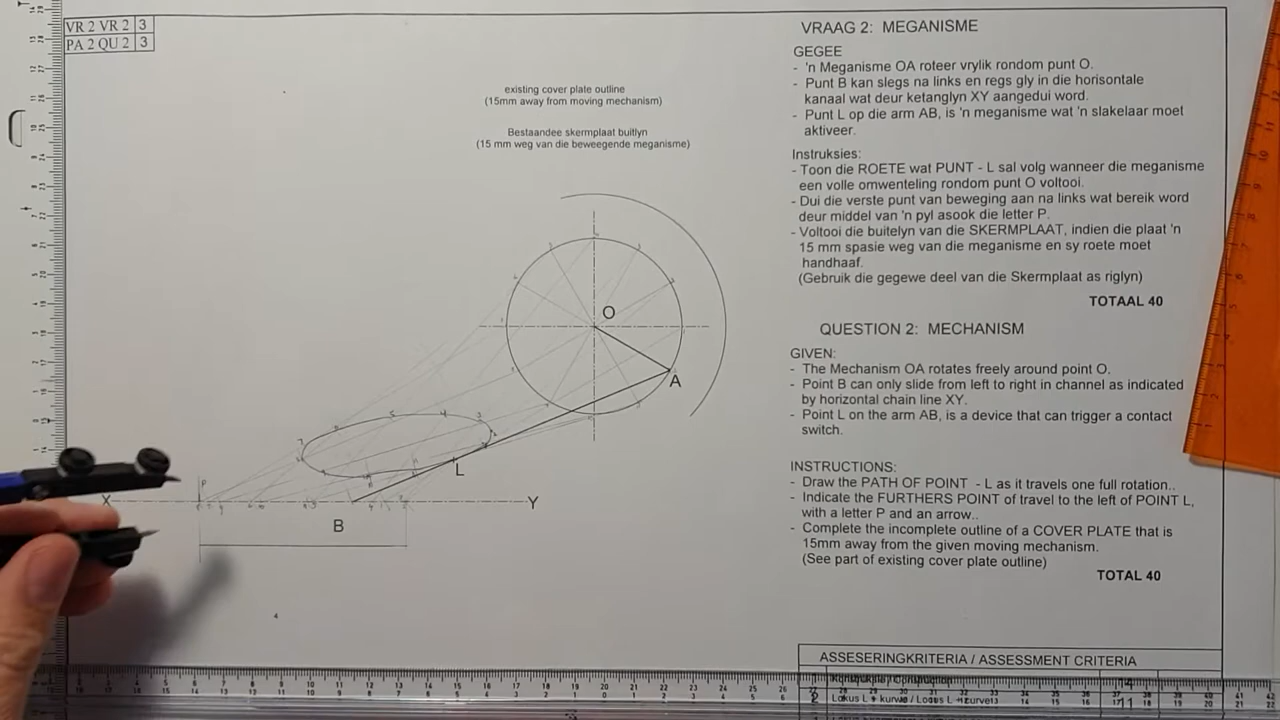 VR 2 VR 2 3
PA 2 QU 2 3
existing cover plate outline
(15mm away from moving mechanism)
Bestaandee skermplaat buitlyn
(15 mm weg van die beweegende meganisme)
O
A
L
P
X
Y
B
VRAAG 2: MEGANISME
GEGEE
- 'n Meganisme OA roteer vrylik rondom punt O.
- Punt B kan slegs na links en regs gly in die horisontale
kanaal wat deur ketanglyn XY aangedui word.
- Punt L op die arm AB, is 'n meganisme wat 'n slakelaar moet
aktiveer.
Instruksies:
- Toon die ROETE wat PUNT - L sal volg wanneer die meganisme
een volle omwenteling rondom punt O voltooi.
- Dui die verste punt van beweging aan na links wat bereik word
deur middel van 'n pyl asook die letter P.
- Voltooi die buitelyn van die SKERMPLAAT, indien die plaat 'n
15 mm spasie weg van die meganisme en sy roete moet
handhaaf.
(Gebruik die gegewe deel van die Skermplaat as riglyn)
TOTAAL 40
QUESTION 2: MECHANISM
GIVEN:
- The Mechanism OA rotates freely around point O.
- Point B can only slide from left to right in channel as indicated
by horizontal chain line XY.
- Point L on the arm AB, is a device that can trigger a contact
switch.
INSTRUCTIONS:
- Draw the PATH OF POINT - L as it travels one full rotation..
- Indicate the FURTHERS POINT of travel to the left of POINT L,
with a letter P and an arrow..
- Complete the incomplete outline of a COVER PLATE that is
15mm away from the given moving mechanism.
(See part of existing cover plate outline)
TOTAL 40
ASSESERINGKRITERIA / ASSESSMENT CRITERIA
2 Lokus L + kurwe / Locus L + curve 11